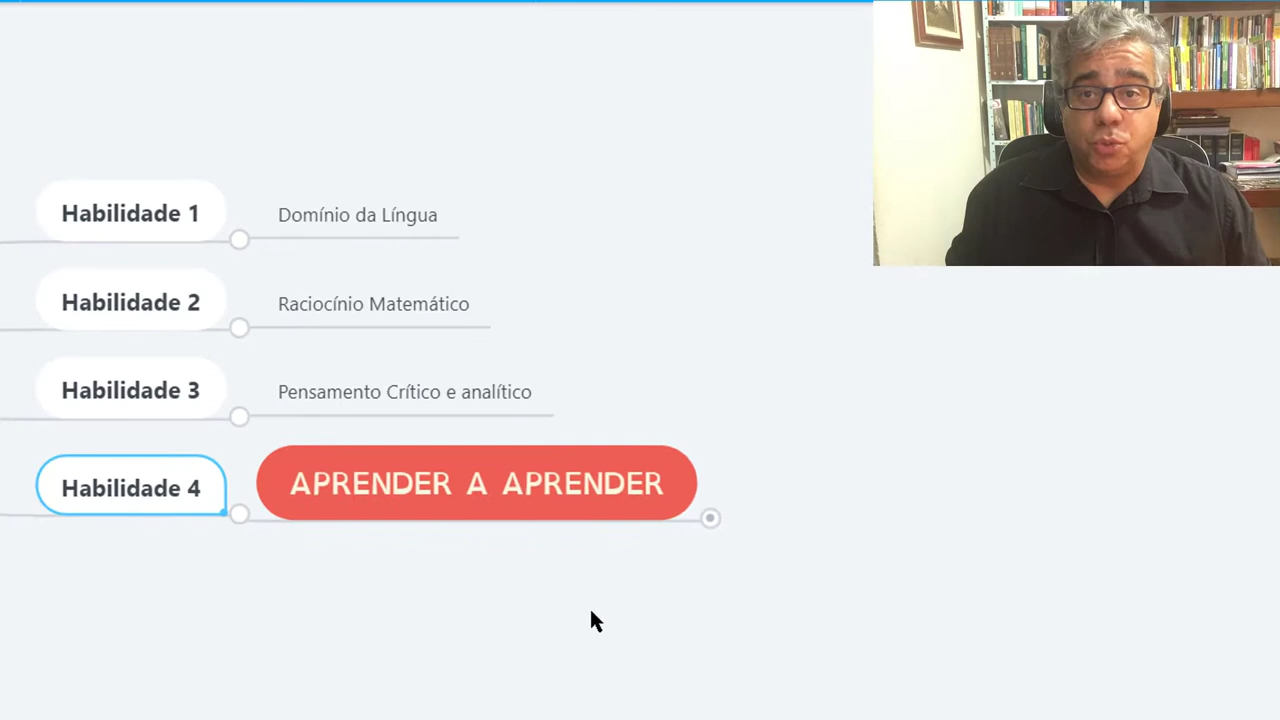 Habilidade 1
Domínio da Língua
Habilidade 2
Raciocínio Matemático
Habilidade 3
Pensamento Crítico e analítico
Habilidade 4
APRENDER A APRENDER